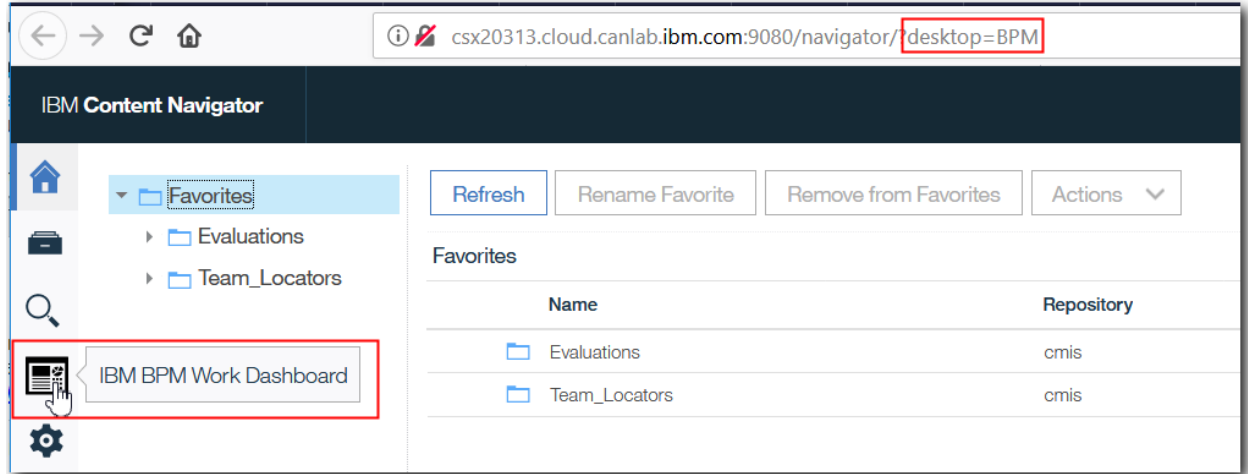 csx20313.cloud.canlab.ibm.com:9080/navigator/?desktop=BPM
IBM Content Navigator
Favorites
Evaluations
Team_Locators
IBM BPM Work Dashboard
Refresh Rename Favorite Remove from Favorites Actions
Favorites
Name Repository
Evaluations cmis
Team_Locators cmis